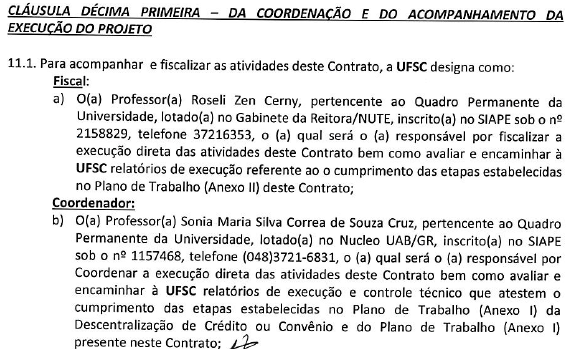 CLÁUSULA DÉCIMA PRIMEIRA – DA COORDENAÇÃO E DO ACOMPANHAMENTO DA
EXECUÇÃO DO PROJETO
11.1. Para acompanhar e fiscalizar as atividades deste Contrato, a UFSC designa como:
Fiscal:
a) O(a) Professor(a) Roseli Zen Cerny, pertencente ao Quadro Permanente da
Universidade, lotado(a) no Gabinete da Reitora/NUTE, inscrito(a) no SIAPE sob o nº
2158829, telefone 37216353, o (a) qual será o (a) responsável por fiscalizar a
execução direta das atividades deste Contrato bem como avaliar e encaminhar à
UFSC relatórios de execução referente ao o cumprimento das etapas estabelecidas
no Plano de Trabalho (Anexo II) deste Contrato;
Coordenador:
b) O(a) Professor(a) Sonia Maria Silva Correa de Souza Cruz, pertencente ao Quadro
Permanente da Universidade, lotado(a) no Nucleo UAB/GR, inscrito(a) no SIAPE
sob o nº 1157468, telefone (048)3721-6831, o (a) qual será o (a) responsável por
Coordenar a execução direta das atividades deste Contrato bem como avaliar e
encaminhar à UFSC relatórios de execução e controle técnico que atestem o
cumprimento das etapas estabelecidas no Plano de Trabalho (Anexo I) da
Descentralização de Crédito ou Convênio e do Plano de Trabalho (Anexo I)
presente neste Contrato;